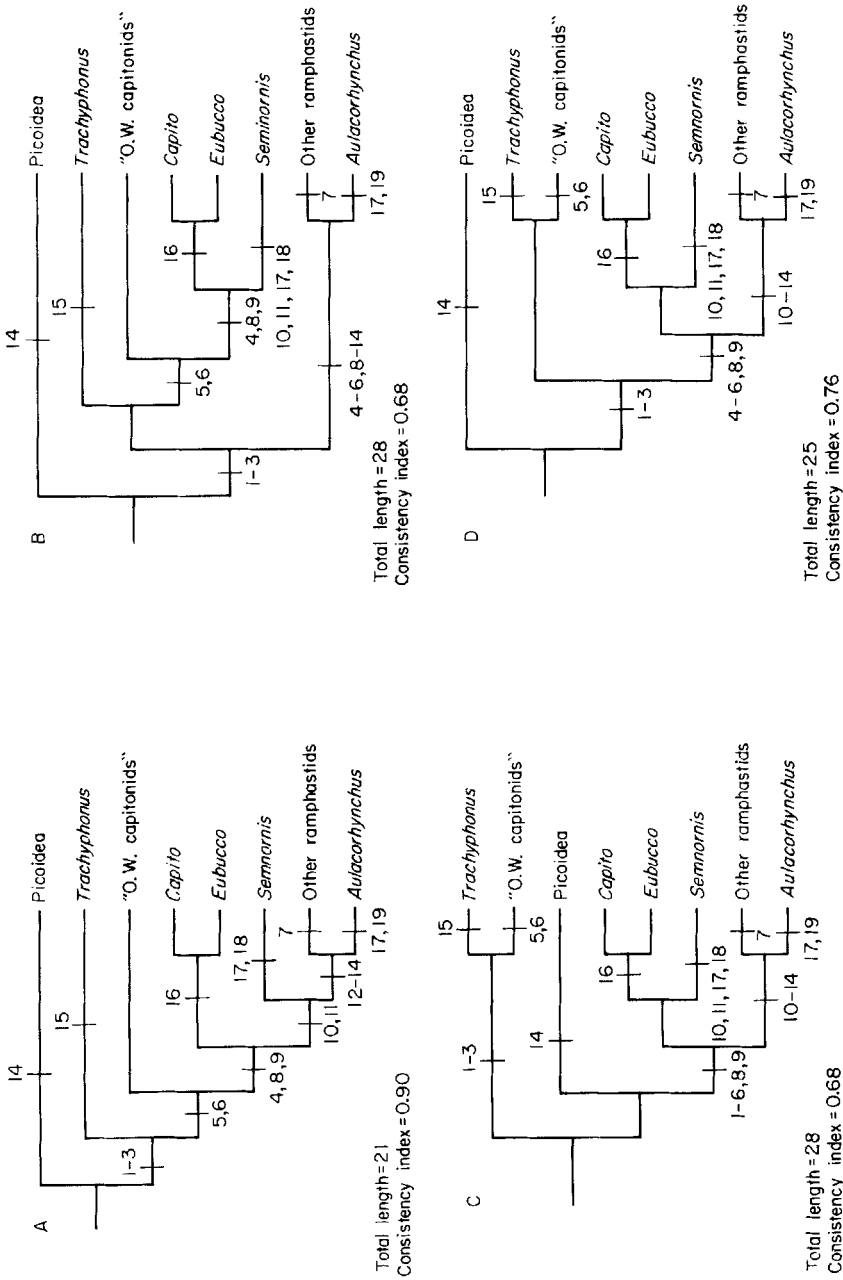 A
14
Picoidea
15
Trachyphonus
"O.W. capitonids"
Capito
16
Eubucco
17, 18
Semnornis
7
Other ramphastids
Aulacorhynchus
1-3
5,6
4,8,9
10, 11
12-14
17, 19
Total length = 21
Consistency index = 0.90
B
14
Picoidea
15
Trachyphonus
"O.W. capitonids"
Capito
16
Eubucco
Seminornis
5,6
4,8,9
10, 11, 17, 18
7
Other ramphastids
Aulacorhynchus
17, 19
1-3
4-6,8-14
Total length = 28
Consistency index = 0.68
C
15
Trachyphonus
1-3
"O.W. capitonids"
5,6
14
Picoidea
Capito
16
Eubucco
Semnornis
10, 11, 17, 18
7
Other ramphastids
Aulacorhynchus
1-6,8,9
10-14
17, 19
Total length = 28
Consistency index = 0.68
D
14
Picoidea
15
Trachyphonus
"O.W. capitonids"
5,6
Capito
16
Eubucco
Semnornis
10, 11, 17, 18
7
Other ramphastids
Aulacorhynchus
1-3
4-6,8,9
10-14
17, 19
Total length = 25
Consistency index = 0.76